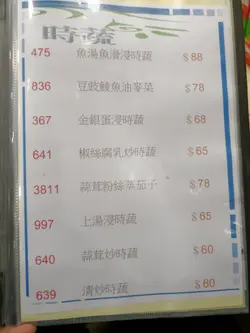 時蔬
475 魚湯魚滑浸時蔬 $68
836 豆豉鯪魚油麥菜 $78
367 金銀蛋浸時蔬 $68
641 椒絲腐乳炒時蔬 $65
3811 蒜茸粉絲蒸茄子 $78
997 上湯浸時蔬 $65
640 蒜茸炒時蔬 $60
639 清炒時蔬 $60